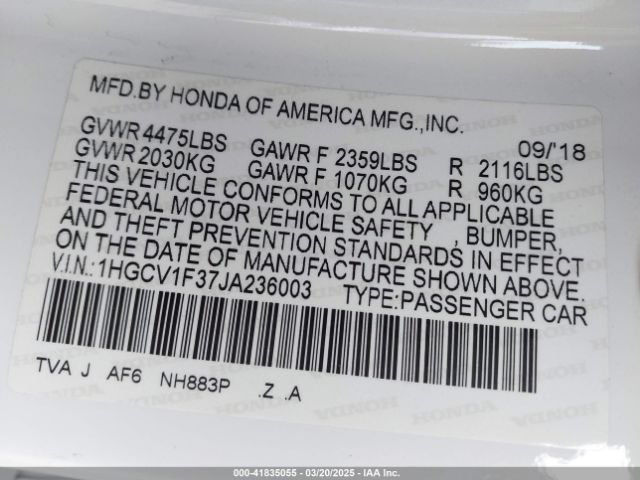 MFD.BY HONDA OF AMERICA MFG.,INC. 09/'18
GVWR 4475LBS GAWR F 2359LBS R 2116LBS
GVWR 2030KG GAWR F 1070KG R 960KG
THIS VEHICLE CONFORMS TO ALL APPLICABLE
FEDERAL MOTOR VEHICLE SAFETY , BUMPER,
AND THEFT PREVENTION STANDARDS IN EFFECT
ON THE DATE OF MANUFACTURE SHOWN ABOVE.
V.I.N.:1HGCV1F37JA236003 TYPE:PASSENGER CAR
TVA J AF6 NH883P .Z .A
HONDA HONDA HONDA
000-41835055 — 03/20/2025 — IAA Inc.